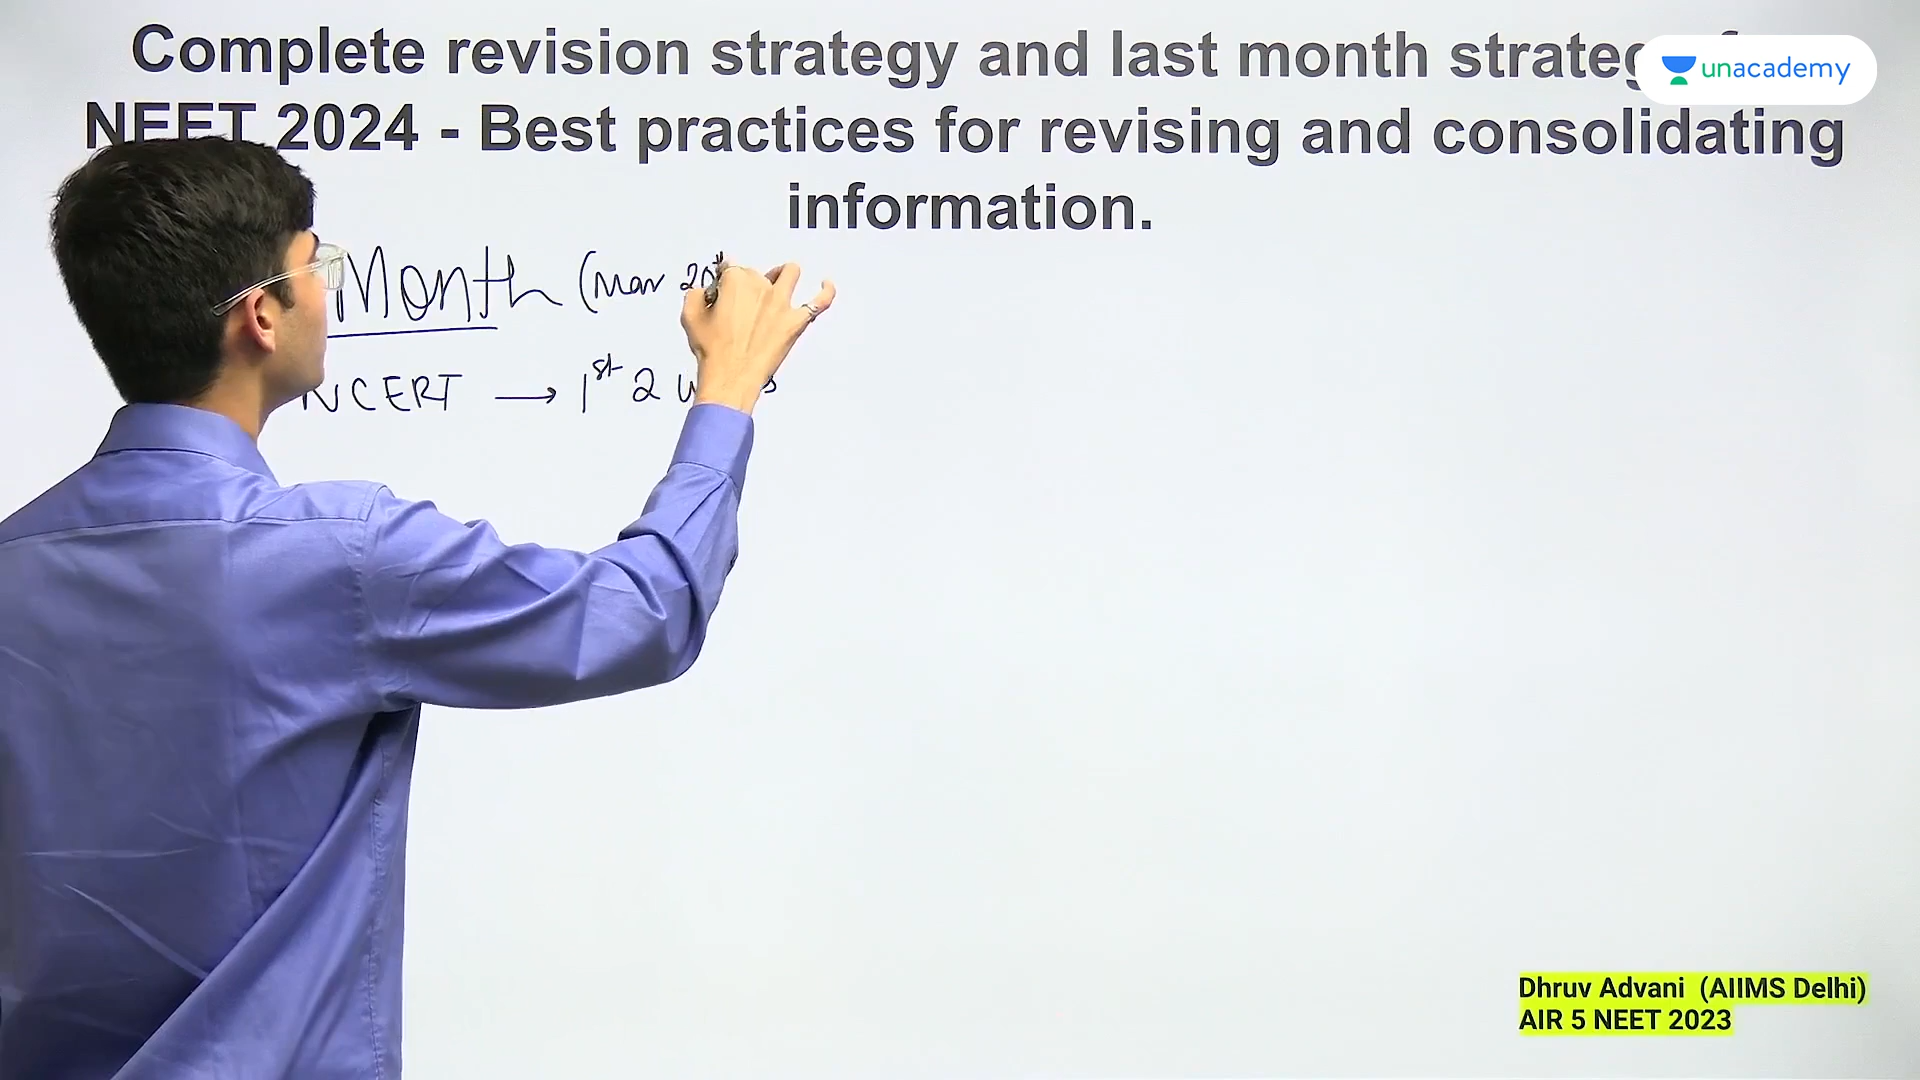 Complete revision strategy and last month
unacademy
NEET 2024 - Best practices for revising and consolidating
information.
Month (Mar 20th
NCERT → 1st 2
Dhruv Advani (AIIMS Delhi)
AIR 5 NEET 2023